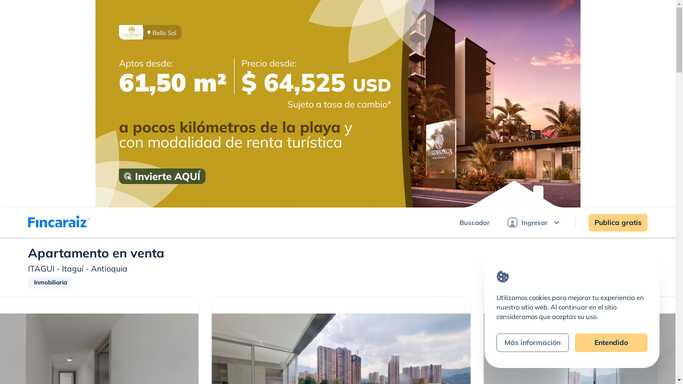 Bello Sol
Aptos desde:
61,50 m²
Precio desde:
$ 64,525 USD
Sujeto a tasa de cambio*
a pocos kilómetros de la playa y
con modalidad de renta turística
Invierte AQUÍ
Fincaraiz
Buscador
Ingresar
Publica gratis
Apartamento en venta
ITAGUI - Itaguí - Antioquia
Inmobiliaria
Utilizamos cookies para mejorar tu experiencia en
nuestro sitio web. Al continuar en el sitio
consideramos que aceptas su uso.
Más información
Entendido